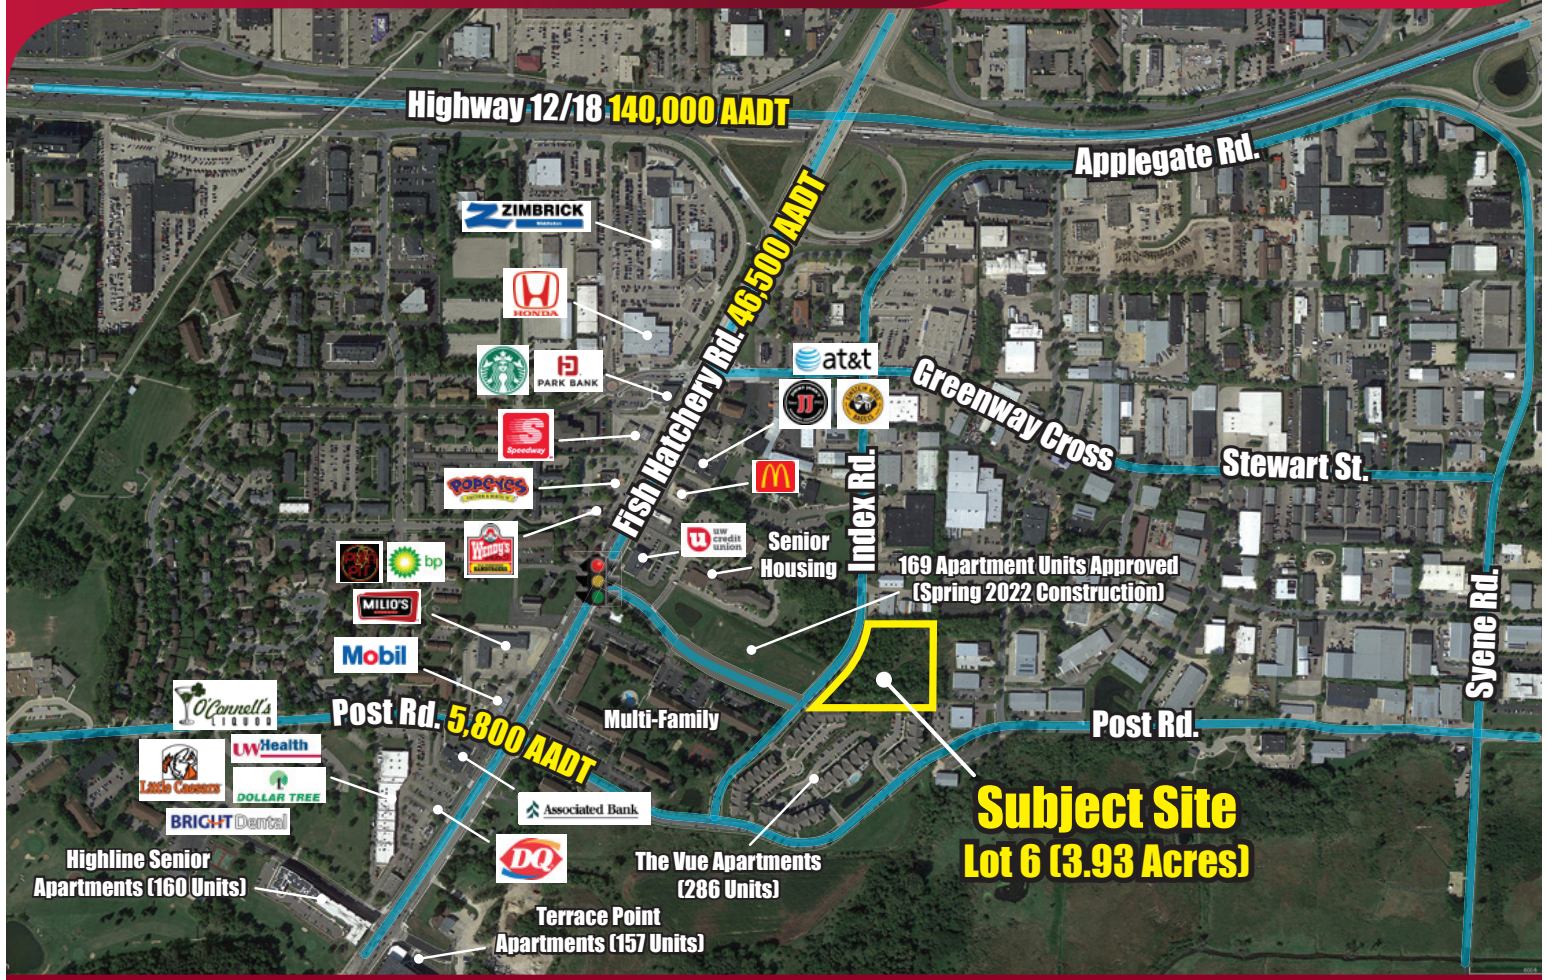 Highway 12/18 140,000 AADT
Applegate Rd.
ZIMBRICK
HONDA
Fish Hatchery Rd. 46,500 AADT
PARK BANK
at&t
JJ
Greenway Cross
Stewart St.
Speedway
POPEYES
M
Index Rd.
WENDY'S
uw
credit
union
Senior
Housing
bp
169 Apartment Units Approved
(Spring 2022 Construction)
MILIO'S
Mobil
Syene Rd.
O'Connell's
LIQUOR
Post Rd. 5,800 AADT
Multi-Family
Post Rd.
Little Caesars
UWHealth
DOLLAR TREE
BRIGHT Dental
Associated Bank
Subject Site
Lot 6 (3.93 Acres)
DQ
Highline Senior
Apartments (160 Units)
The Vue Apartments
(286 Units)
Terrace Point
Apartments (157 Units)